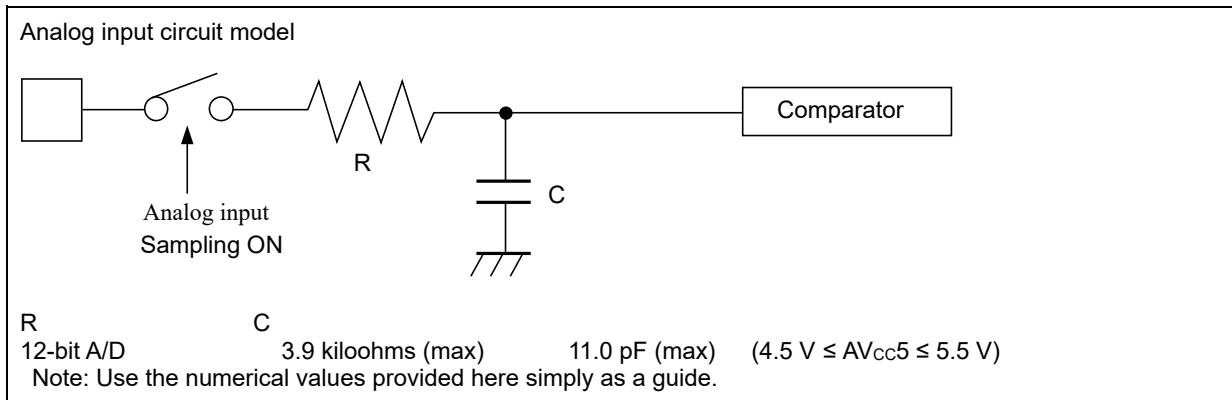 Analog input circuit model
Comparator
R
C
Analog input
Sampling ON
R C
12-bit A/D 3.9 kiloohms (max) 11.0 pF (max) (4.5 V ≤ AVCC5 ≤ 5.5 V)
Note: Use the numerical values provided here simply as a guide.